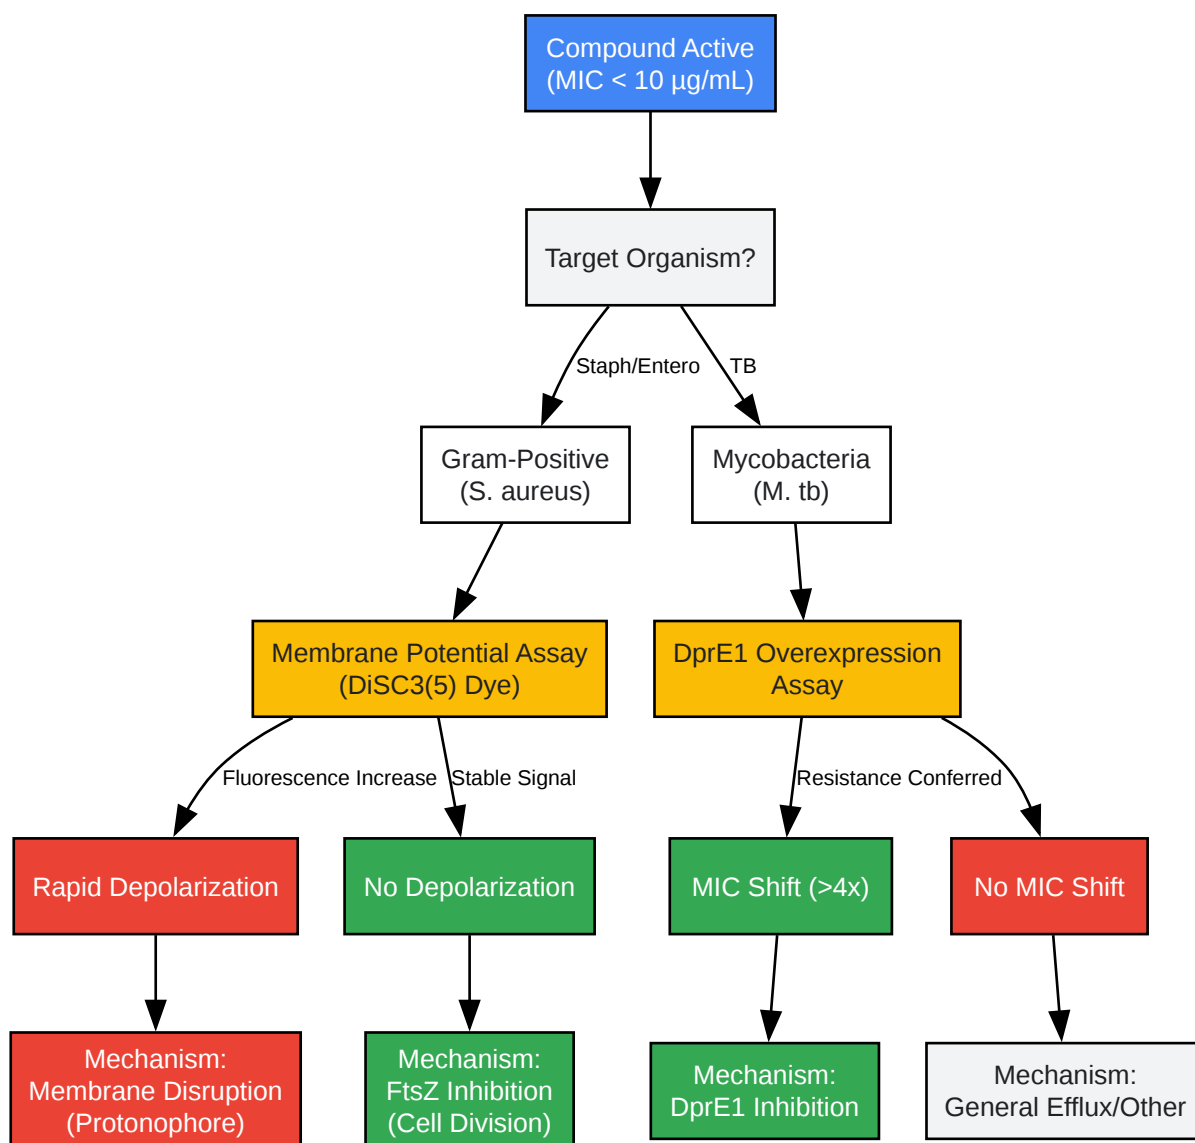 Compound Active
(MIC < 10 µg/mL)
Target Organism?
Staph/Entero
TB
Gram-Positive
(S. aureus)
Mycobacteria
(M. tb)
Membrane Potential Assay
(DiSC3(5) Dye)
DprE1 Overexpression
Assay
Fluorescence Increase
Stable Signal
Resistance Conferred
Rapid Depolarization
No Depolarization
MIC Shift (>4x)
No MIC Shift
Mechanism:
Membrane Disruption
(Protonophore)
Mechanism:
FtsZ Inhibition
(Cell Division)
Mechanism:
DprE1 Inhibition
Mechanism:
General Efflux/Other